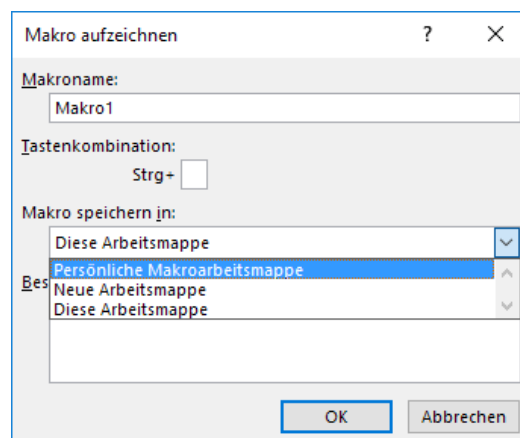 Makro aufzeichnen ?
Makroname:
Makro1
Tastenkombination:
Strg+
Makro speichern in:
Diese Arbeitsmappe
Persönliche Makroarbeitsmappe
Bes
Neue Arbeitsmappe
Diese Arbeitsmappe
OK Abbrechen